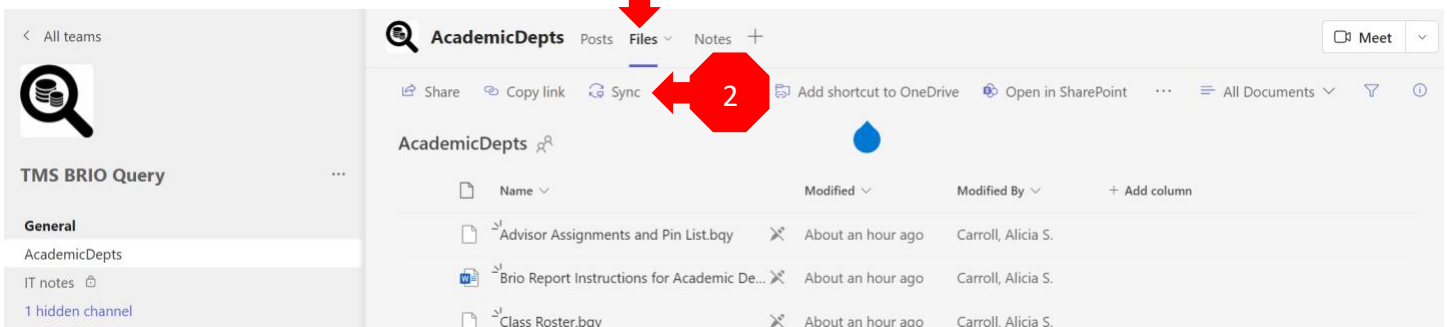 All teams
AcademicDepts Posts Files Notes
Meet
Share Copy link Sync 2 Add shortcut to OneDrive Open in SharePoint ... All Documents
AcademicDepts
TMS BRIO Query ...
Name Modified Modified By + Add column
General
Advisor Assignments and Pin List.bqy About an hour ago Carroll, Alicia S.
AcademicDepts
IT notes
Brio Report Instructions for Academic De... About an hour ago Carroll, Alicia S.
1 hidden channel
Class Roster.bqy About an hour ago Carroll, Alicia S.